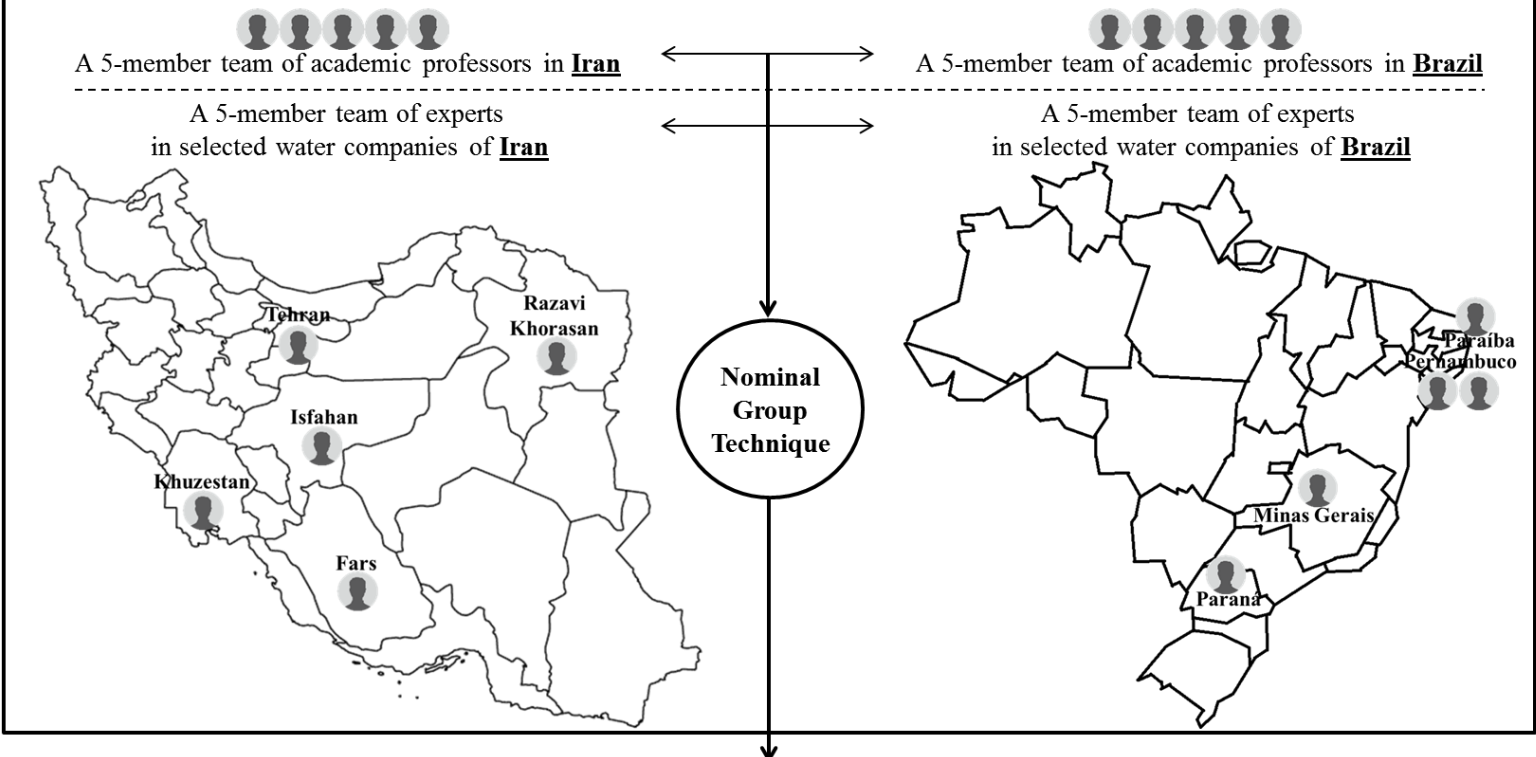 A 5-member team of academic professors in Iran
A 5-member team of academic professors in Brazil
A 5-member team of experts
in selected water companies of Iran
A 5-member team of experts
in selected water companies of Brazil
Tehran
Razavi
Khorasan
Isfahan
Khuzestan
Fars
Nominal
Group
Technique
Paraíba
Pernambuco
Minas Gerais
Paraná